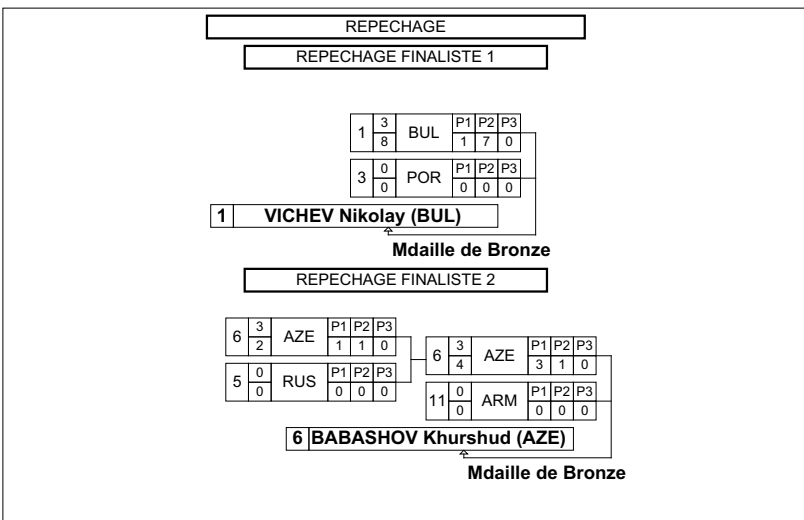 REPECHAGE
REPECHAGE FINALISTE 1
1 3 8 BUL P1 P2 P3 1 7 0
3 0 0 POR P1 P2 P3 0 0 0
1 VICHEV Nikolay (BUL)
Mdaille de Bronze
REPECHAGE FINALISTE 2
6 3 2 AZE P1 P2 P3 1 1 0
5 0 0 RUS P1 P2 P3 0 0 0
6 3 4 AZE P1 P2 P3 3 1 0
11 0 0 ARM P1 P2 P3 0 0 0
6 BABASHOV Khurshud (AZE)
Mdaille de Bronze